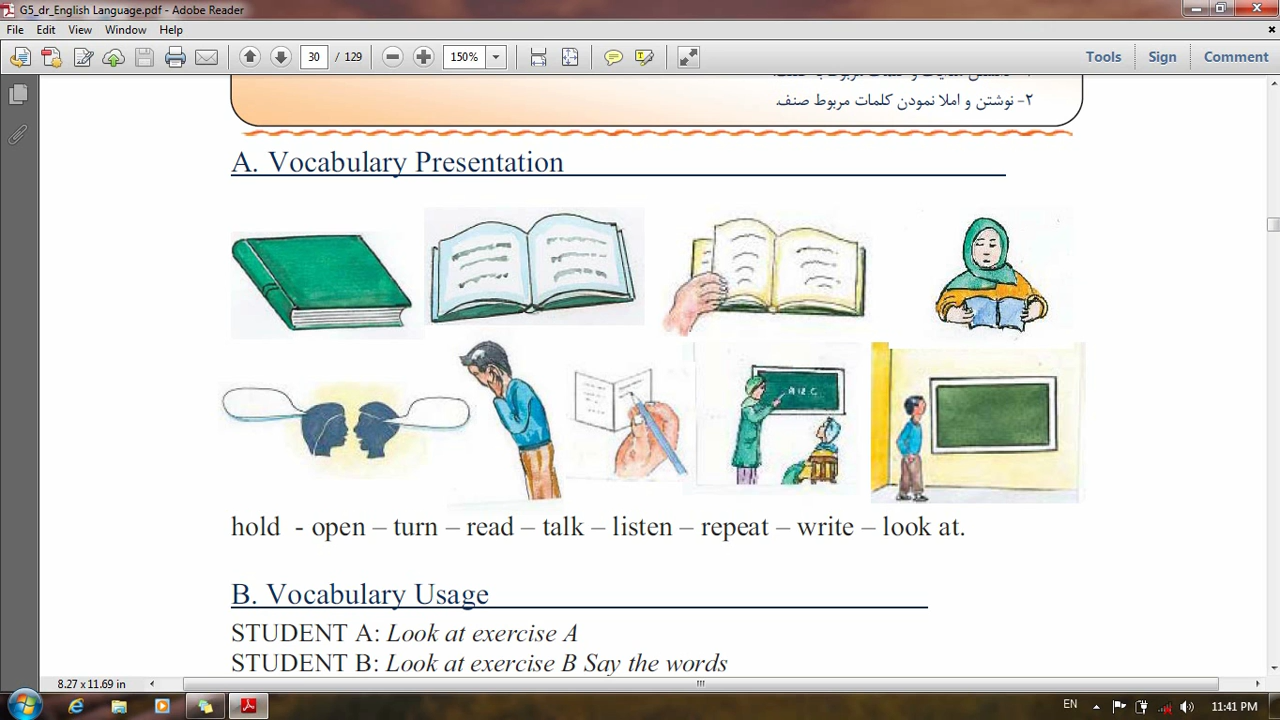 G5_dr_English Language.pdf - Adobe Reader
File Edit View Window Help
30 / 129 150% Tools Sign Comment
۲- نوشتن و املا نمودن کلمات مربوط صنف.
A. Vocabulary Presentation
hold - open – turn – read – talk – listen – repeat – write – look at.
B. Vocabulary Usage
STUDENT A: Look at exercise A
STUDENT B: Look at exercise B Say the words
8.27 x 11.69 in
EN 11:41 PM